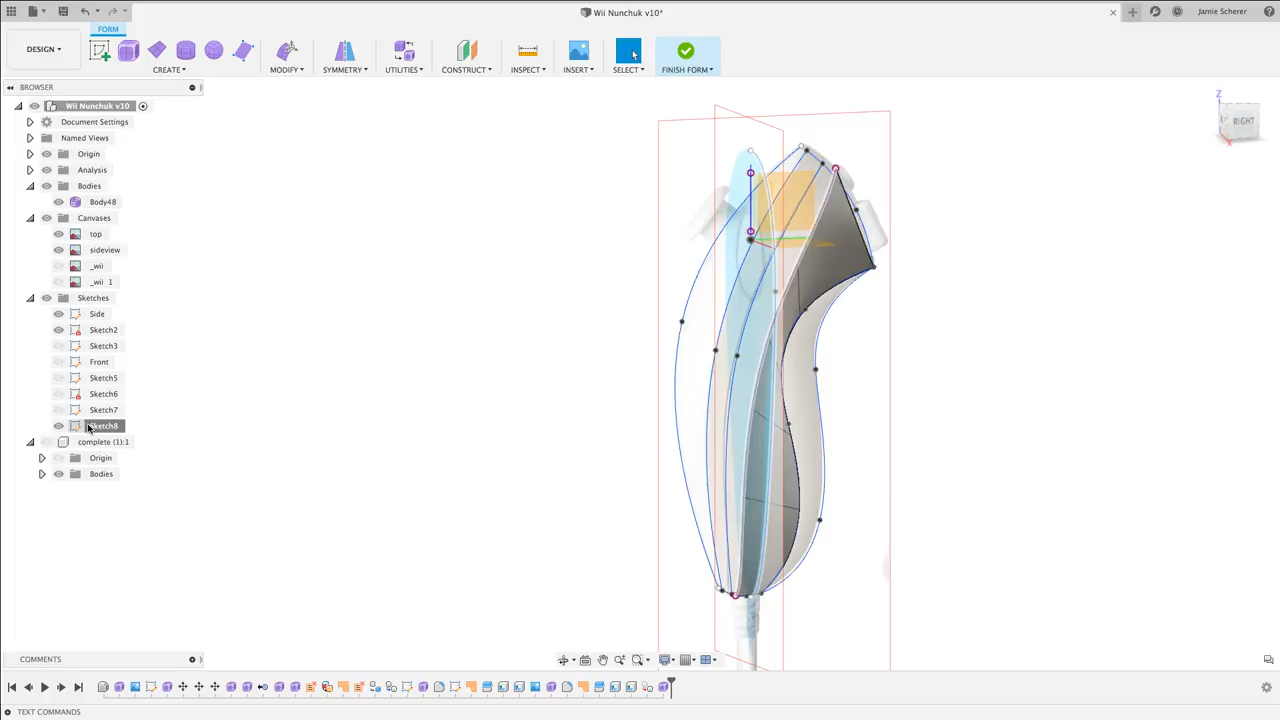 Wii Nunchuk v10*
Jamie Scherer
FORM
DESIGN
CREATE
MODIFY
SYMMETRY
UTILITIES
CONSTRUCT
INSPECT
INSERT
SELECT
FINISH FORM
BROWSER
Wii Nunchuk v10
Document Settings
Named Views
Origin
Analysis
Bodies
Body48
Canvases
top
sideview
_wii
_wii 1
Sketches
Side
Sketch2
Sketch3
Front
Sketch5
Sketch6
Sketch7
Sketch8
complete (1):1
Origin
Bodies
Z
RIGHT
X
COMMENTS
TEXT COMMANDS